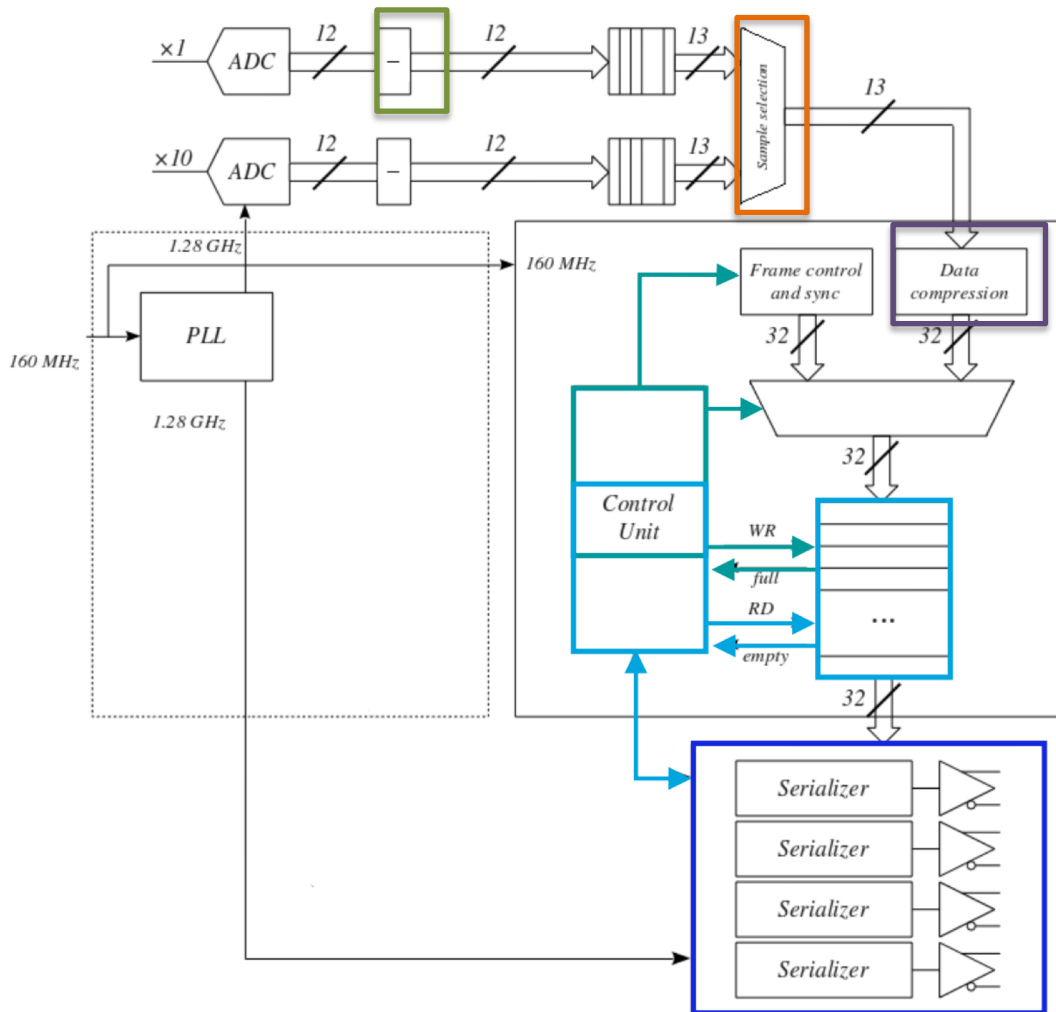 ×1
ADC
12
–
12
13
Sample selection
13
×10
ADC
12
–
12
13
1.28 GHz
160 MHz
Frame control
and sync
Data
compression
PLL
160 MHz
32
32
1.28 GHz
32
Control
Unit
WR
full
RD
...
empty
32
Serializer
Serializer
Serializer
Serializer